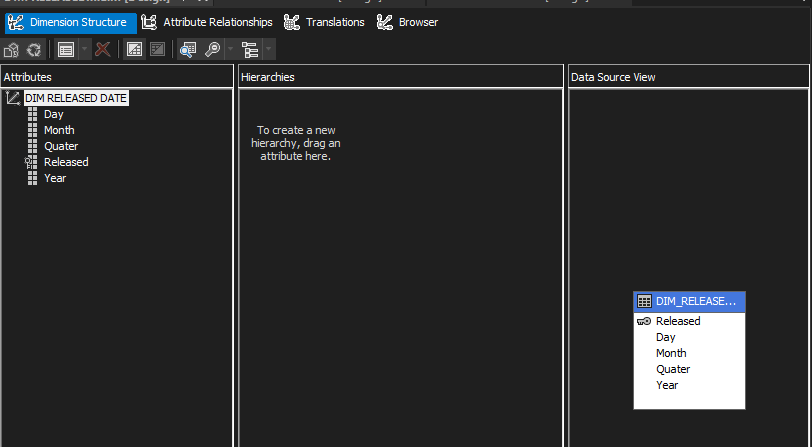 Dimension Structure
Attribute Relationships
Translations
Browser
Attributes
Hierarchies
Data Source View
DIM RELEASED DATE
Day
Month
Quater
Released
Year
To create a new
hierarchy, drag an
attribute here.
DIM_RELEASE...
Released
Day
Month
Quater
Year